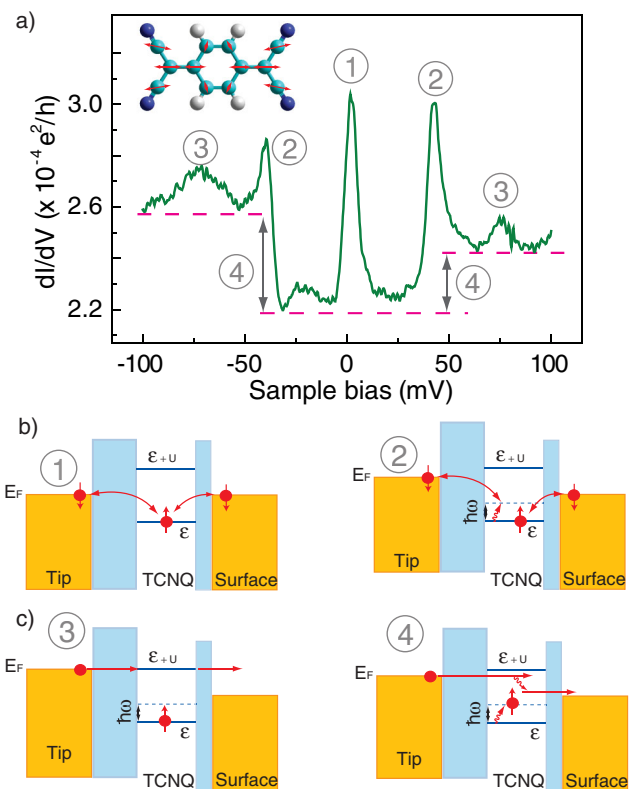 a)
1
2
3.0
3
2
3
2.6
4
4
2.2
dI/dV (x 10⁻⁴ e²/h)
-100 -50 0 50 100
Sample bias (mV)
b)
1
ε+U
EF
ε
Tip
TCNQ
Surface
2
ε+U
EF
ħω
ε
Tip
TCNQ
Surface
c)
3
EF
ε+U
ħω
ε
Tip
TCNQ
Surface
4
EF
ε+U
ħω
ε
Tip
TCNQ
Surface